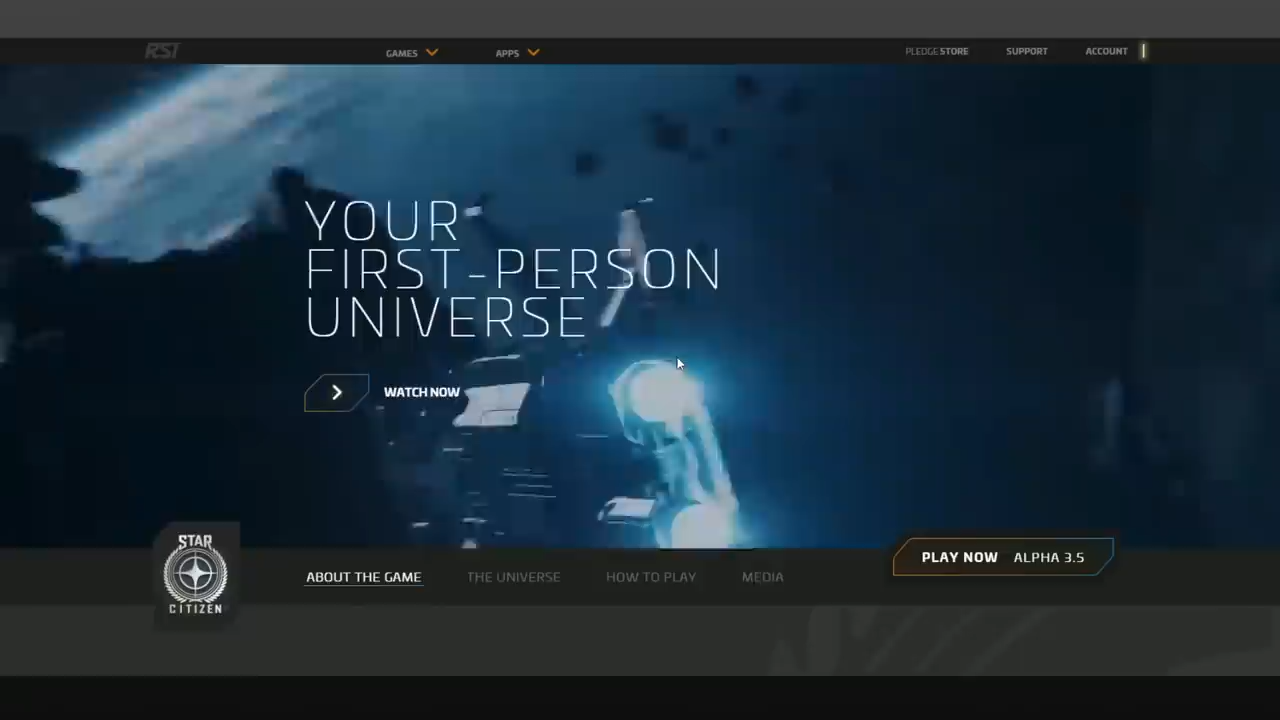 RSI
GAMES
APPS
PLEDGE STORE
SUPPORT
ACCOUNT
YOUR
FIRST-PERSON
UNIVERSE
WATCH NOW
STAR
CITIZEN
ABOUT THE GAME
THE UNIVERSE
HOW TO PLAY
MEDIA
PLAY NOW ALPHA 3.5